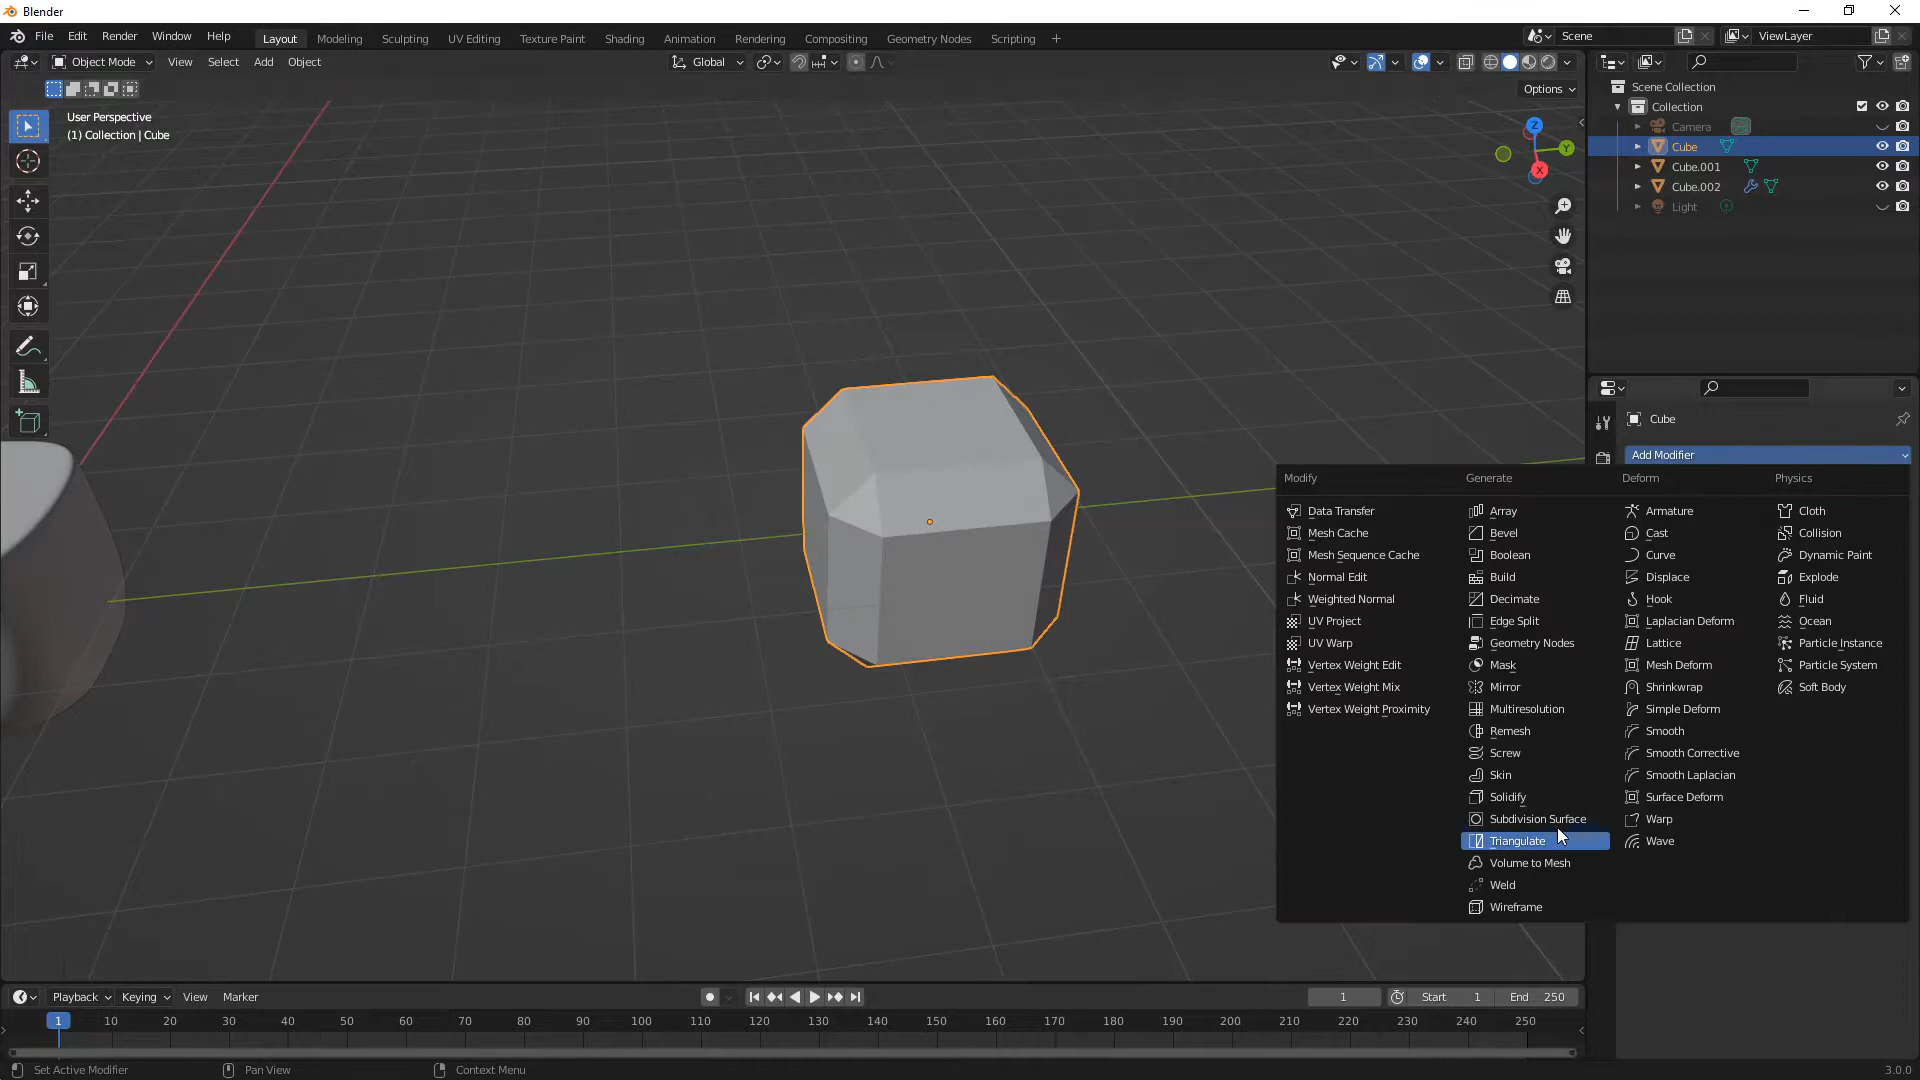 Blender
File Edit Render Window Help Layout Modeling Sculpting UV Editing Texture Paint Shading Animation Rendering Compositing Geometry Nodes Scripting + Scene ViewLayer
Object Mode View Select Add Object Global
Options
User Perspective
(1) Collection | Cube
Z
Y
X
Scene Collection
Collection
Camera
Cube
Cube.001
Cube.002
Light
Cube
Add Modifier
Modify
Data Transfer
Mesh Cache
Mesh Sequence Cache
Normal Edit
Weighted Normal
UV Project
UV Warp
Vertex Weight Edit
Vertex Weight Mix
Vertex Weight Proximity
Generate
Array
Bevel
Boolean
Build
Decimate
Edge Split
Geometry Nodes
Mask
Mirror
Multiresolution
Remesh
Screw
Skin
Solidify
Subdivision Surface
Triangulate
Volume to Mesh
Weld
Wireframe
Deform
Armature
Cast
Curve
Displace
Hook
Laplacian Deform
Lattice
Mesh Deform
Shrinkwrap
Simple Deform
Smooth
Smooth Corrective
Smooth Laplacian
Surface Deform
Warp
Wave
Physics
Cloth
Collision
Dynamic Paint
Explode
Fluid
Ocean
Particle Instance
Particle System
Soft Body
Playback Keying View Marker 1 Start 1 End 250
1 10 20 30 40 50 60 70 80 90 100 110 120 130 140 150 160 170 180 190 200 210 220 230 240 250
Set Active Modifier Pan View Context Menu 3.0.0